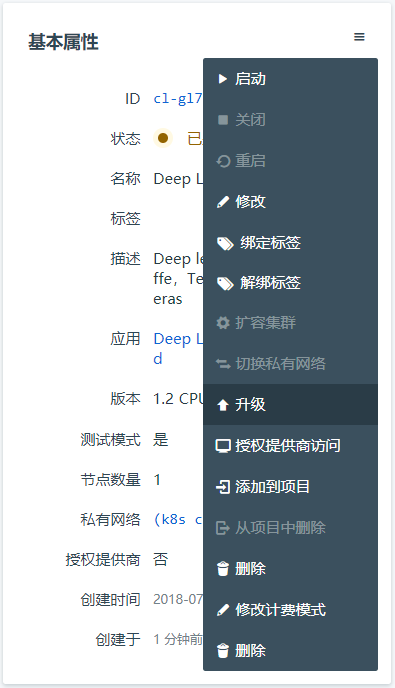 基本属性
ID cl-gl7
状态 已
名称 Deep L
标签
描述 Deep le
ffe, Te
eras
应用 Deep L
d
版本 1.2 CPU
测试模式 是
节点数量 1
私有网络 (k8s c
授权提供商 否
创建时间 2018-07
创建于 1 分钟前
启动
关闭
重启
修改
绑定标签
解绑标签
扩容集群
切换私有网络
升级
授权提供商访问
添加到项目
从项目中删除
删除
修改计费模式
删除